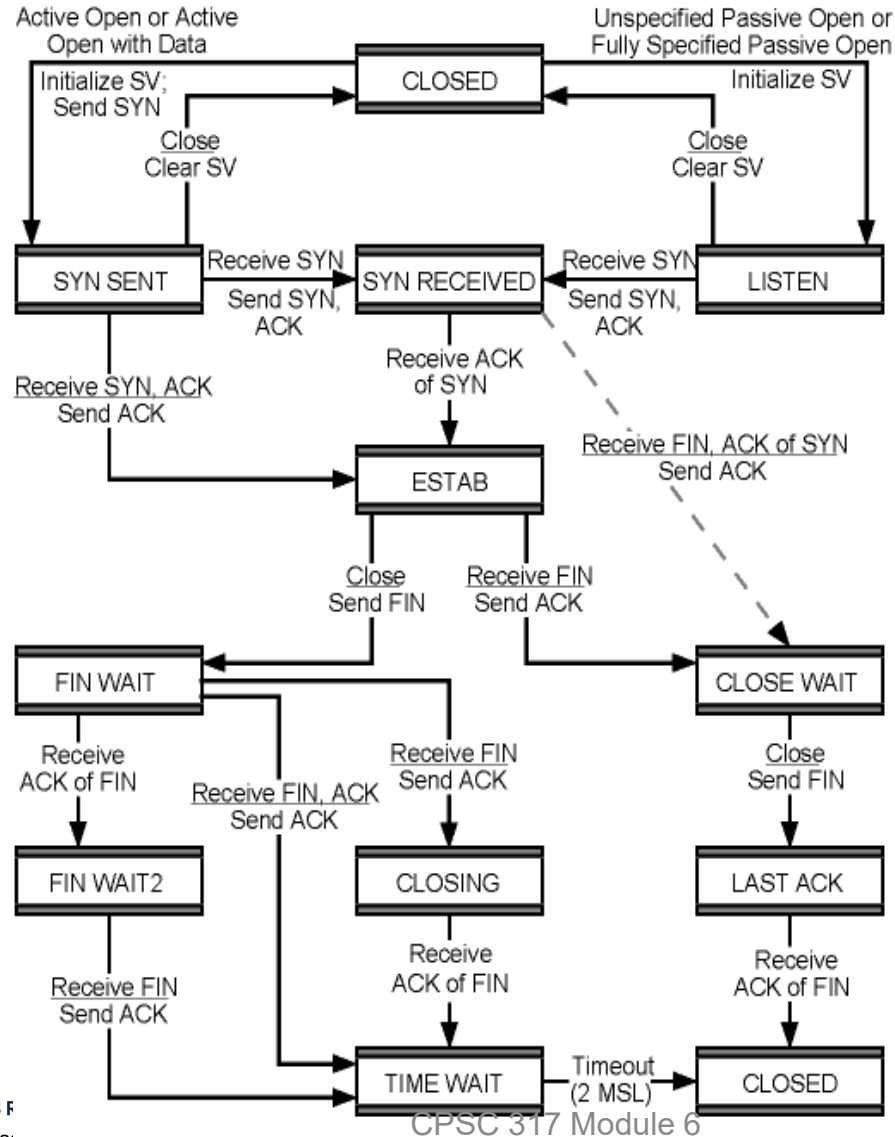 Active Open or Active
Open with Data
Unspecified Passive Open or
Fully Specified Passive Open
CLOSED
Initialize SV;
Send SYN
Initialize SV
Close
Clear SV
Close
Clear SV
SYN SENT
Receive SYN
Send SYN,
ACK
SYN RECEIVED
Receive SYN
Send SYN,
ACK
LISTEN
Receive SYN, ACK
Send ACK
Receive ACK
of SYN
Receive FIN, ACK of SYN
Send ACK
ESTAB
Close
Send FIN
Receive FIN
Send ACK
FIN WAIT
CLOSE WAIT
Receive
ACK of FIN
Receive FIN, ACK
Send ACK
Receive FIN
Send ACK
Close
Send FIN
FIN WAIT2
CLOSING
LAST ACK
Receive FIN
Send ACK
Receive
ACK of FIN
Receive
ACK of FIN
TIME WAIT
Timeout
(2 MSL)
CLOSED
CPSC 317 Module 6